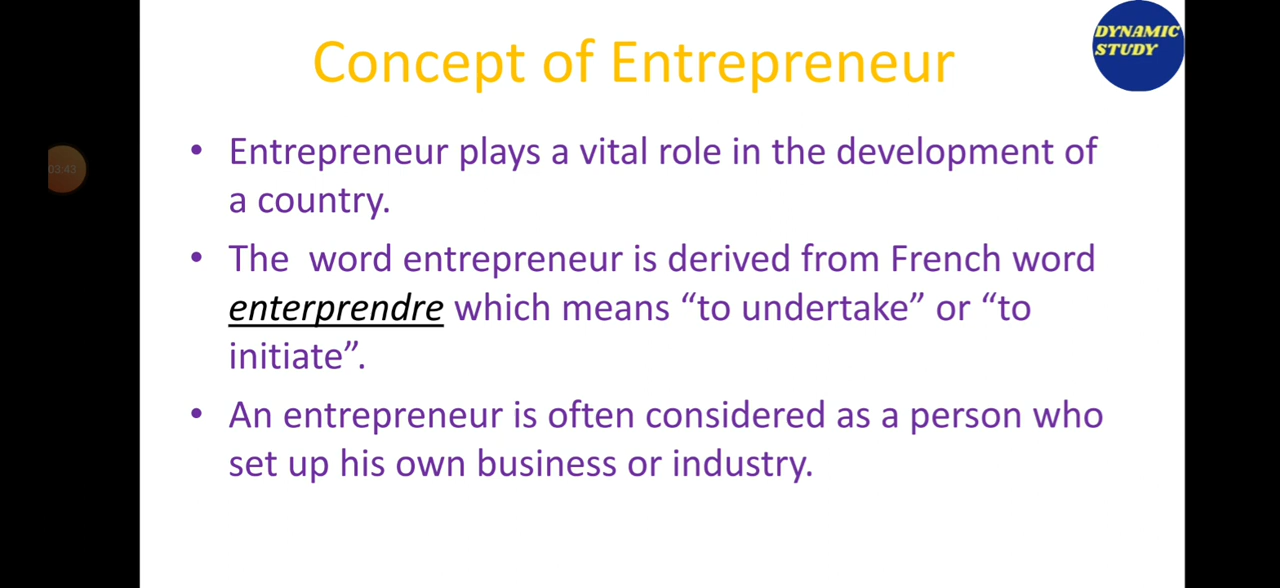 Concept of Entrepreneur
DYNAMIC
STUDY
• Entrepreneur plays a vital role in the development of
a country.
03:43
• The  word entrepreneur is derived from French word
enterprendre which means “to undertake” or “to
initiate”.
• An entrepreneur is often considered as a person who
set up his own business or industry.